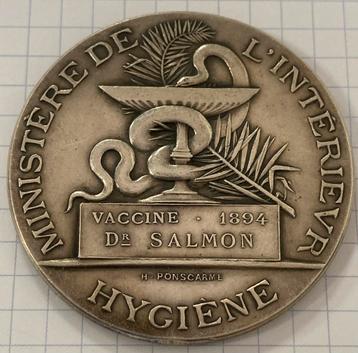 MINISTÈRE DE L'INTÉRIEVR
VACCINE · 1894
DR SALMON
H · PONSCARME
HYGIÈNE